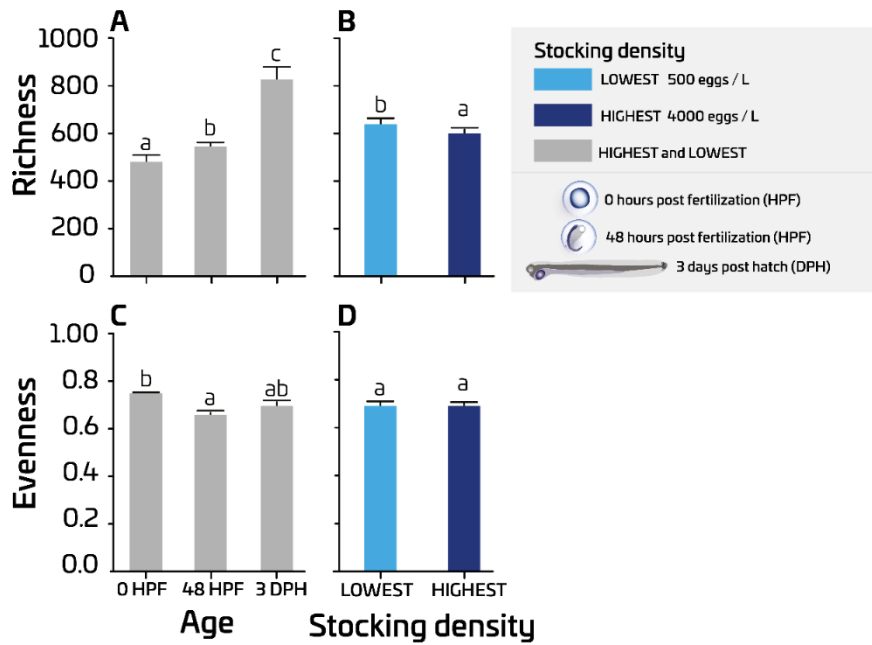 A
B
Richness
1000
800
600
400
200
0
a
b
c
b
a
Stocking density
LOWEST 500 eggs / L
HIGHEST 4000 eggs / L
HIGHEST and LOWEST
0 hours post fertilization (HPF)
48 hours post fertilization (HPF)
3 days post hatch (DPH)
C
D
Evenness
1.00
0.8
0.6
0.4
0.2
0.0
b
a
ab
a
a
0 HPF
48 HPF
3 DPH
LOWEST
HIGHEST
Age
Stocking density